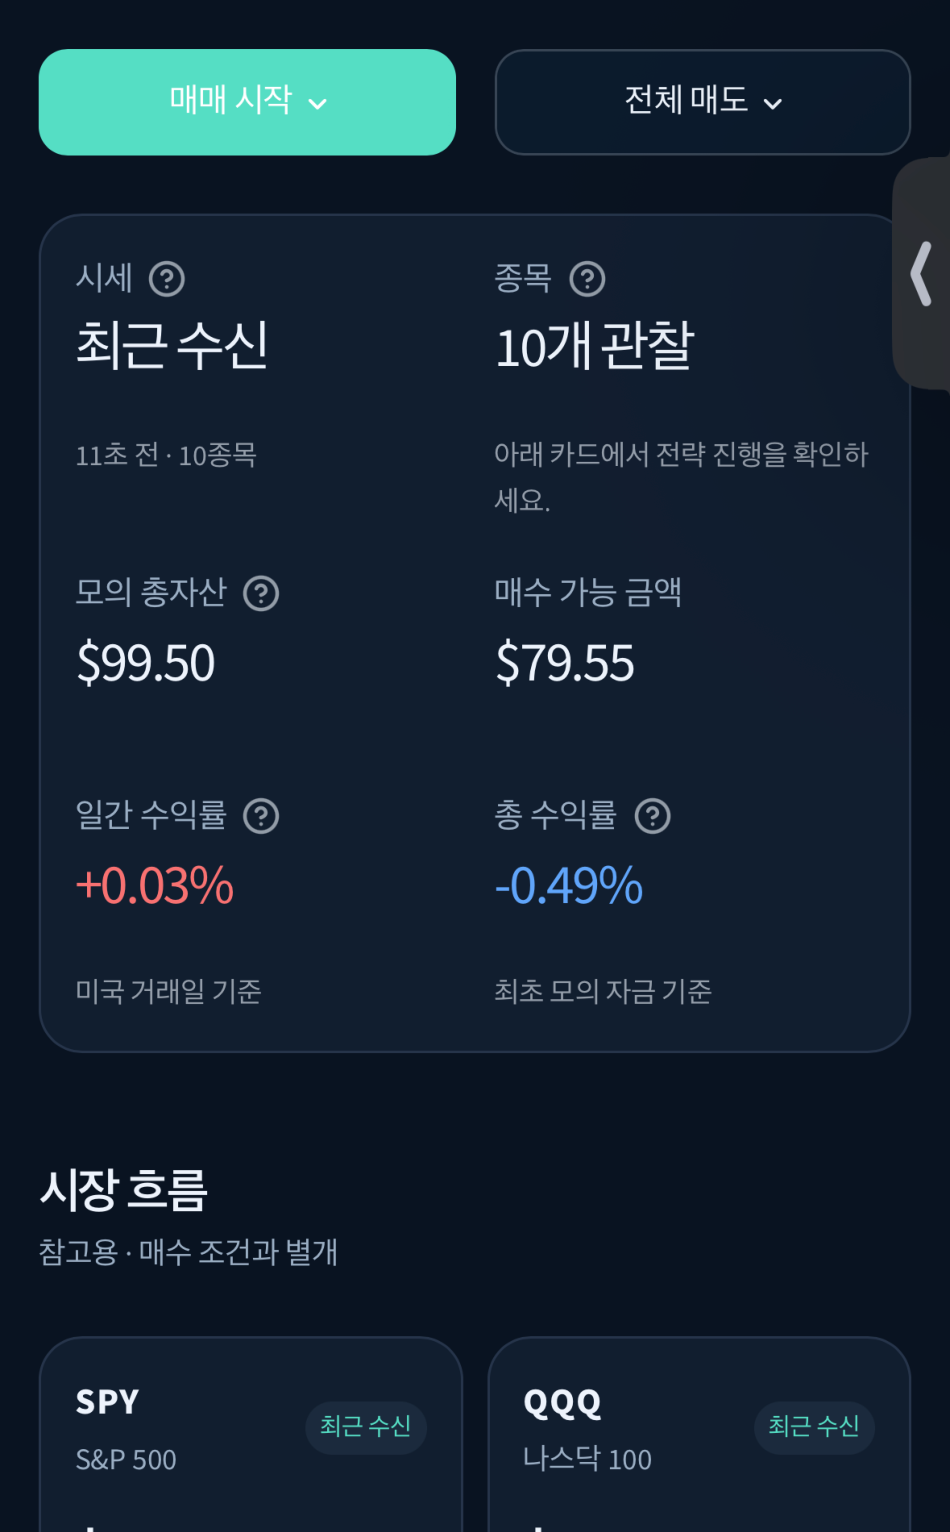 매매 시작
전체 매도
시세
종목
최근 수신
10개 관찰
11초 전 · 10종목
아래 카드에서 전략 진행을 확인하
세요.
모의 총자산
매수 가능 금액
$99.50
$79.55
일간 수익률
총 수익률
+0.03%
-0.49%
미국 거래일 기준
최초 모의 자금 기준
시장 흐름
참고용 · 매수 조건과 별개
SPY
최근 수신
S&P 500
QQQ
최근 수신
나스닥 100